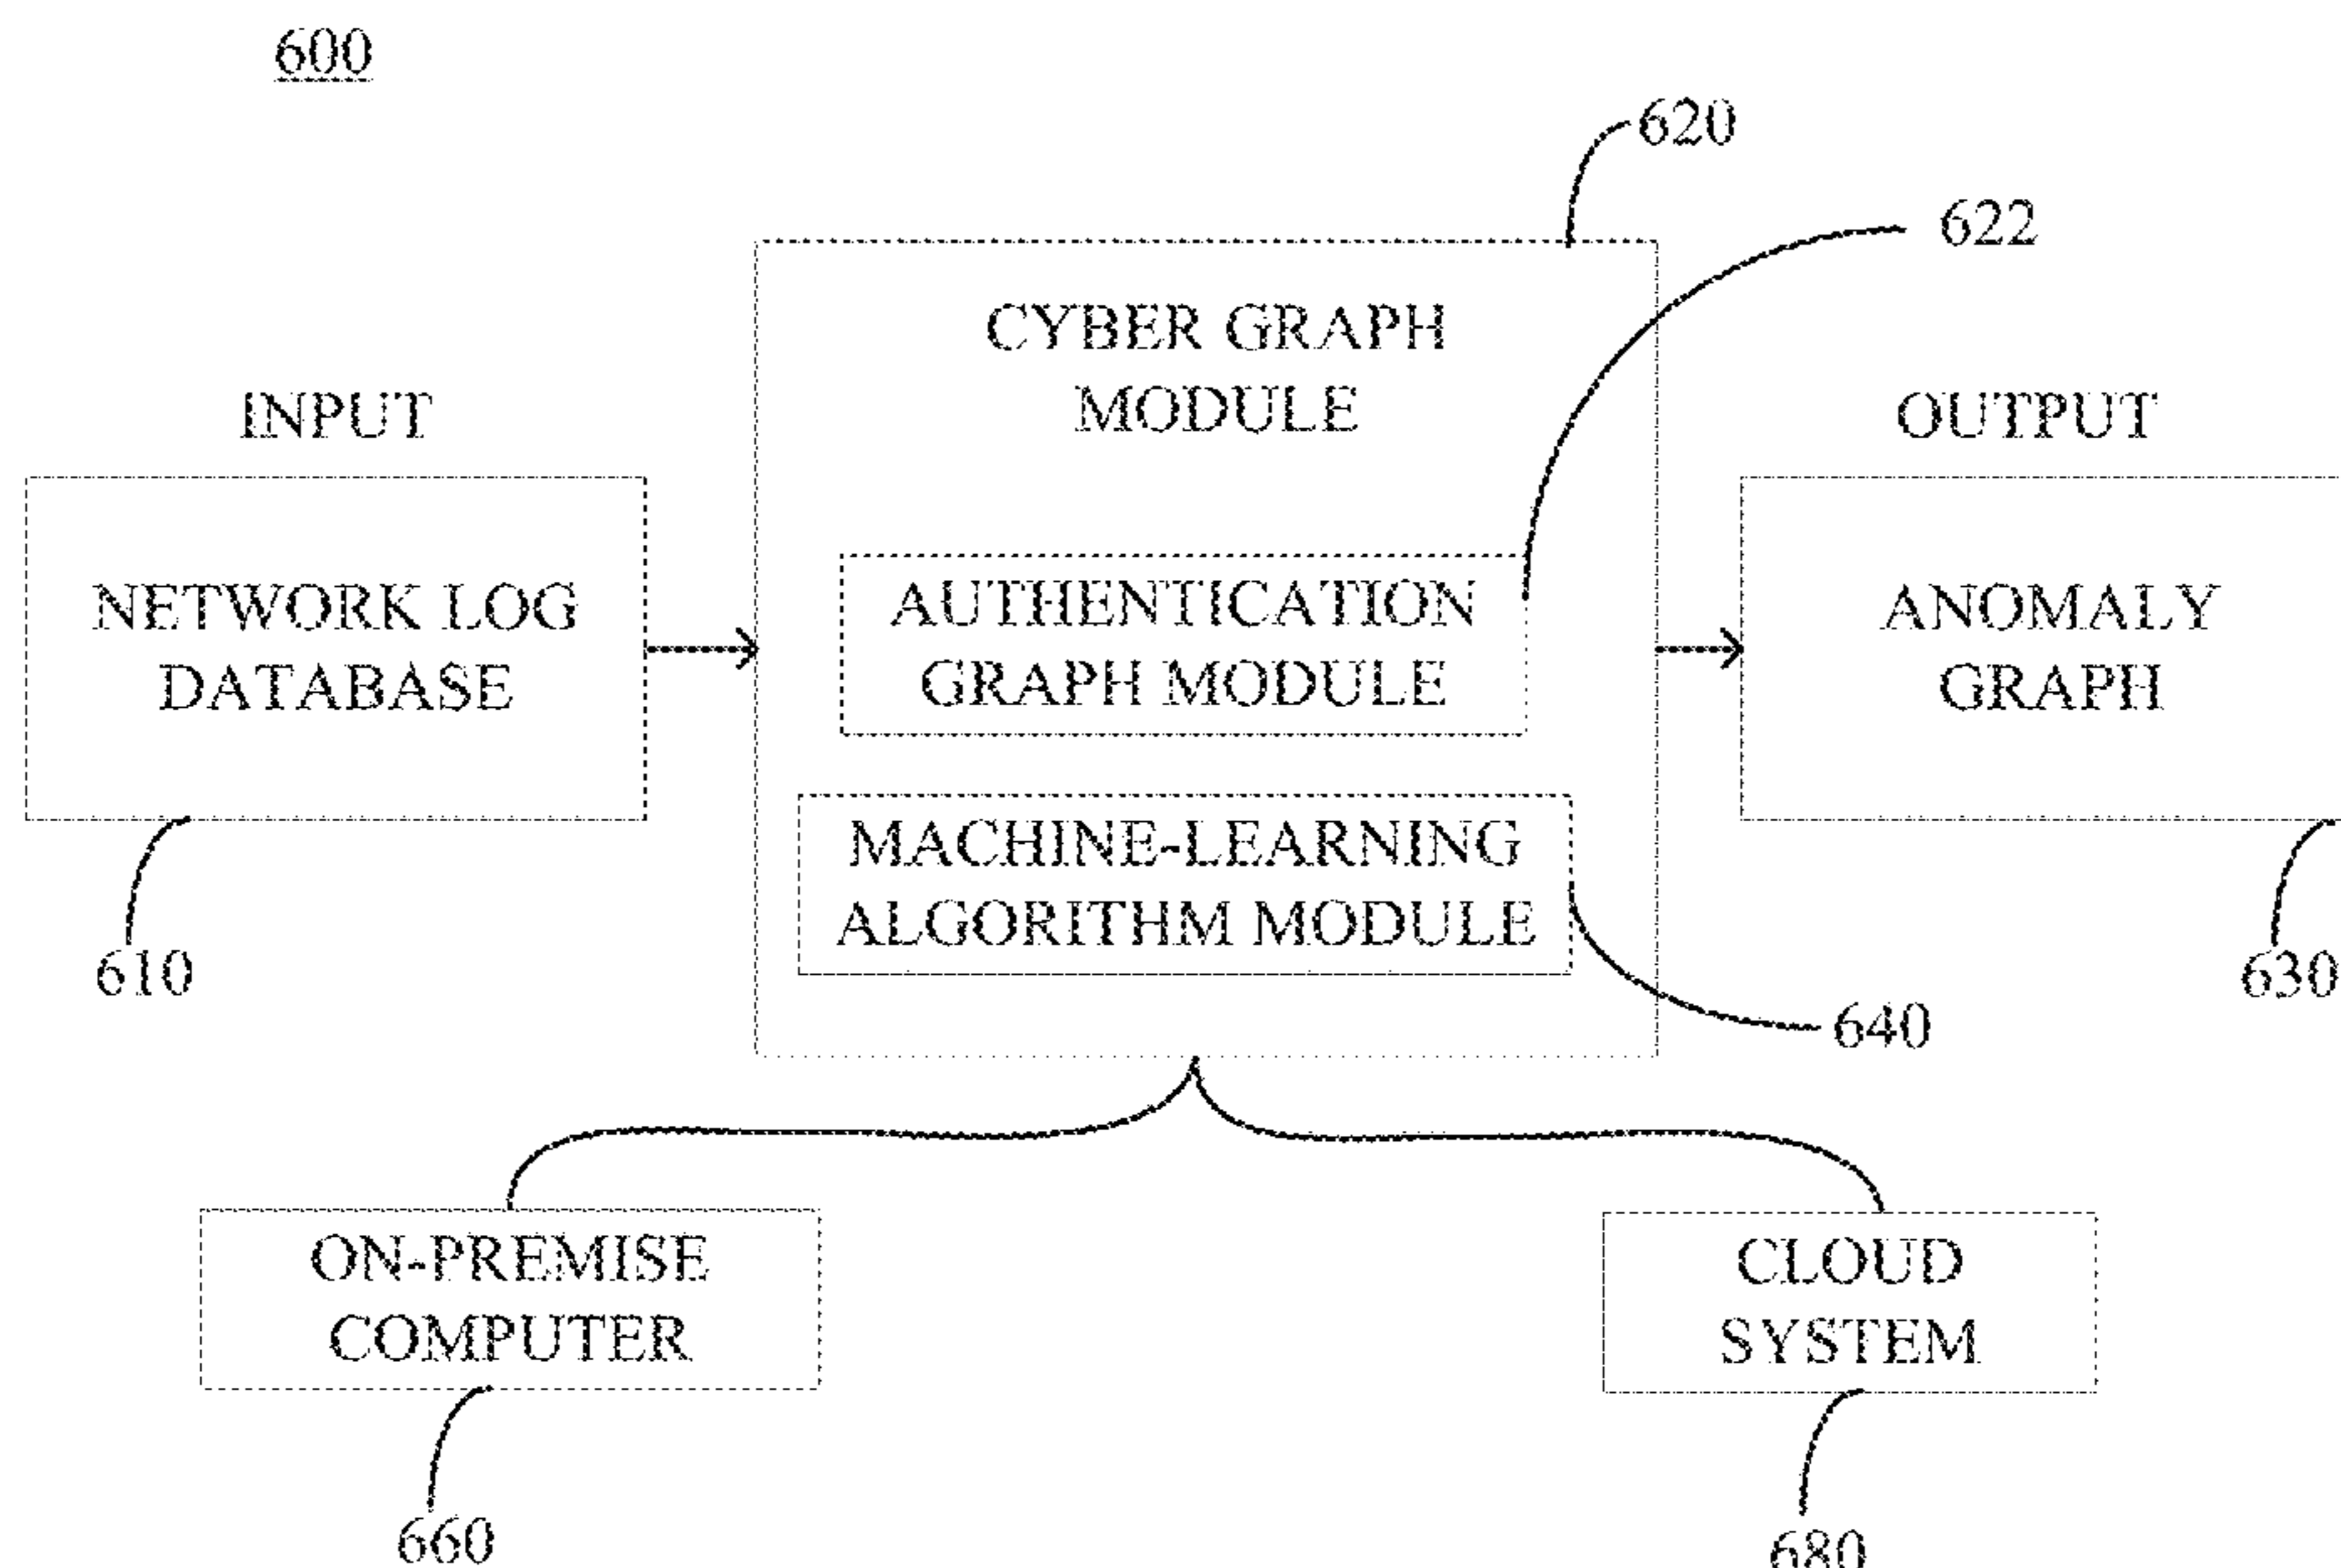 600
620
622
CYBER GRAPH
MODULE
INPUT
OUTPUT
NETWORK LOG
DATABASE
AUTHENTICATION
GRAPH MODULE
ANOMALY
GRAPH
MACHINE-LEARNING
ALGORITHM MODULE
610
630
640
ON-PREMISE
COMPUTER
CLOUD
SYSTEM
660
680